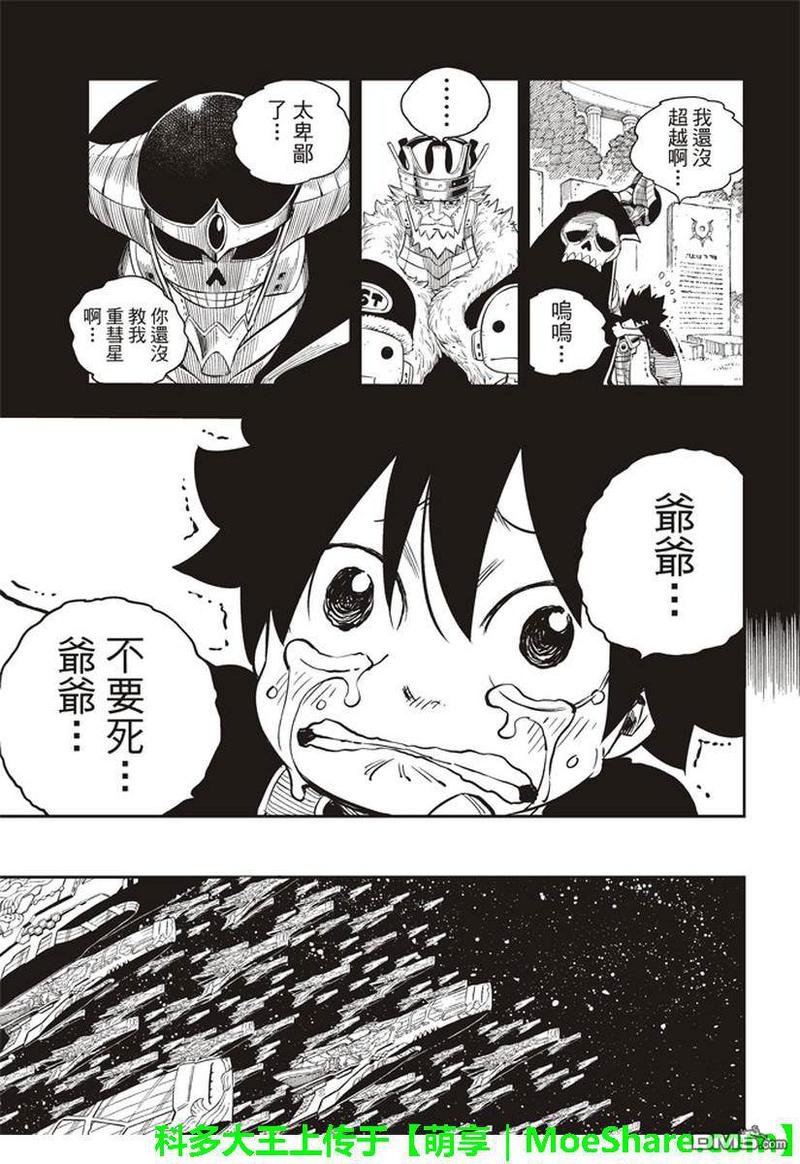 我還沒
超越啊…
嗚嗚…
……
ST
太卑鄙
了…
你還沒
教我
重彗星
啊…
爺爺…
不要死…
爺爺…
科多大王上传于【萌享｜MoeShare
DM5.com